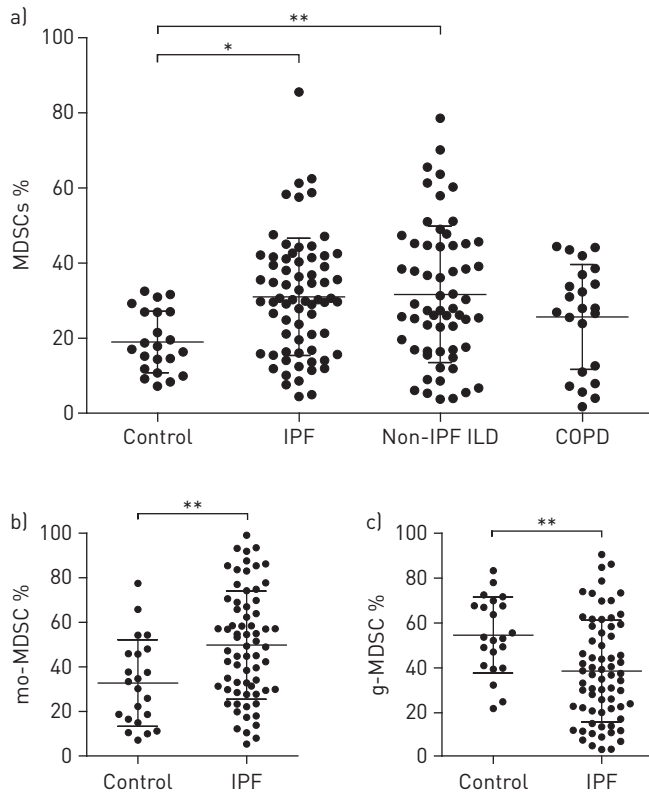 a)
**
*
100
80
60
40
20
0
MDSCs %
Control IPF Non-IPF ILD COPD
b)
**
100
80
60
40
20
0
mo-MDSC %
Control IPF
c)
**
100
80
60
40
20
0
g-MDSC %
Control IPF